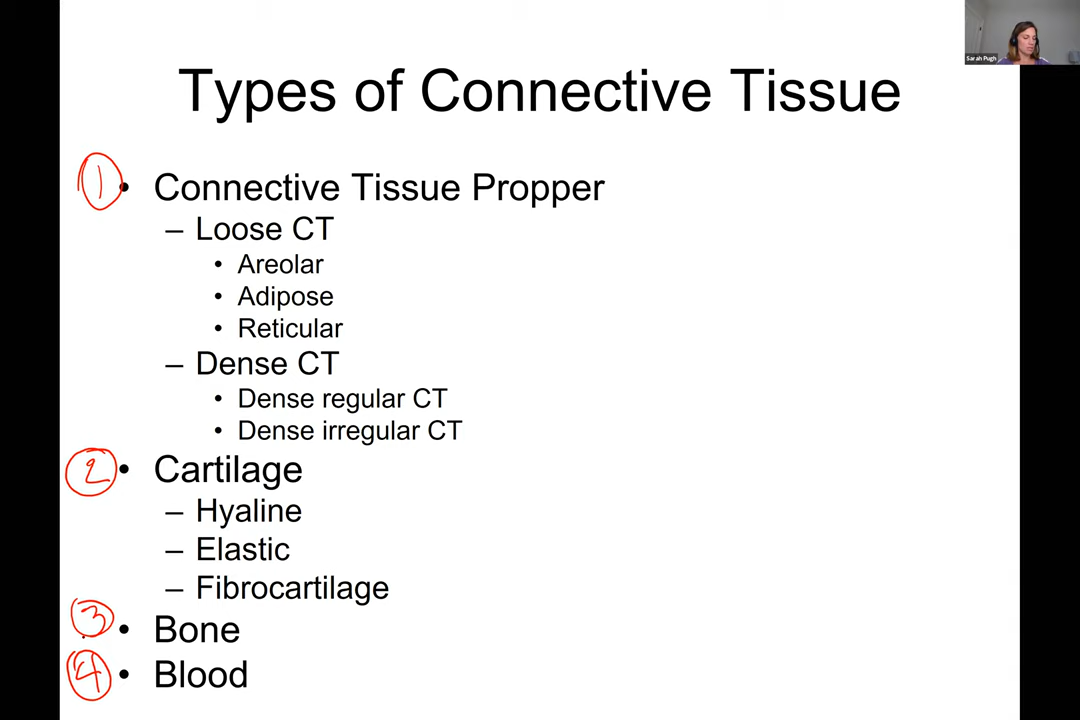 Sarah Pugh
Types of Connective Tissue
1 • Connective Tissue Propper
– Loose CT
• Areolar
• Adipose
• Reticular
– Dense CT
• Dense regular CT
• Dense irregular CT
2 • Cartilage
– Hyaline
– Elastic
– Fibrocartilage
3 • Bone
4 • Blood